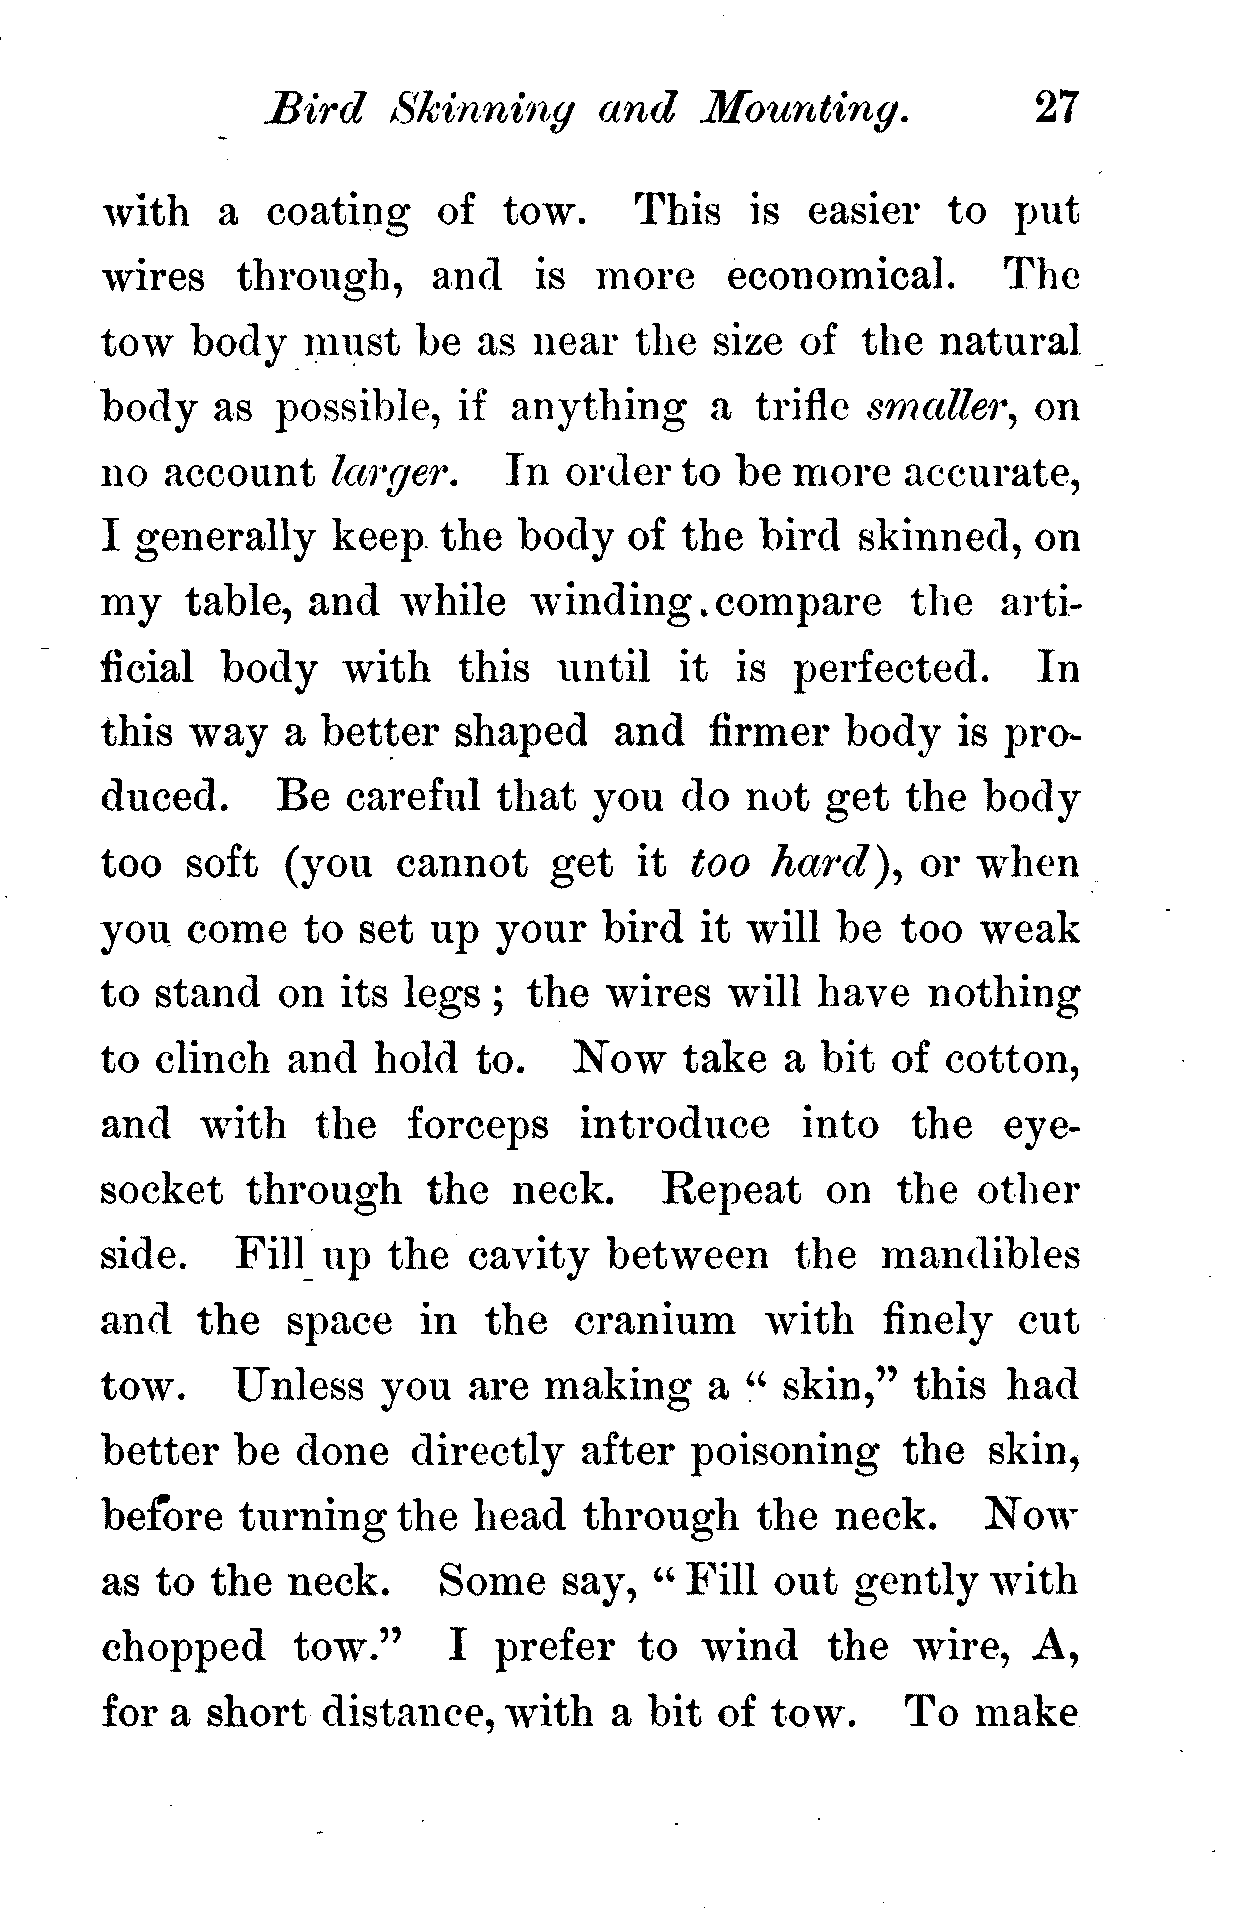 Bird Skinning and Mounting. 27
with a coating of tow. This is easier to put
wires through, and is more economical. The
tow body must be as near the size of the natural
body as possible, if anything a trifle smaller, on
no account larger. In order to be more accurate,
I generally keep the body of the bird skinned, on
my table, and while winding compare the arti-
ficial body with this until it is perfected. In
this way a better shaped and firmer body is pro-
duced. Be careful that you do not get the body
too soft (you cannot get it too hard), or when
you come to set up your bird it will be too weak
to stand on its legs ; the wires will have nothing
to clinch and hold to. Now take a bit of cotton,
and with the forceps introduce into the eye-
socket through the neck. Repeat on the other
side. Fill up the cavity between the mandibles
and the space in the cranium with finely cut
tow. Unless you are making a “ skin,” this had
better be done directly after poisoning the skin,
before turning the head through the neck. Now
as to the neck. Some say, “ Fill out gently with
chopped tow.” I prefer to wind the wire, A,
for a short distance, with a bit of tow. To make